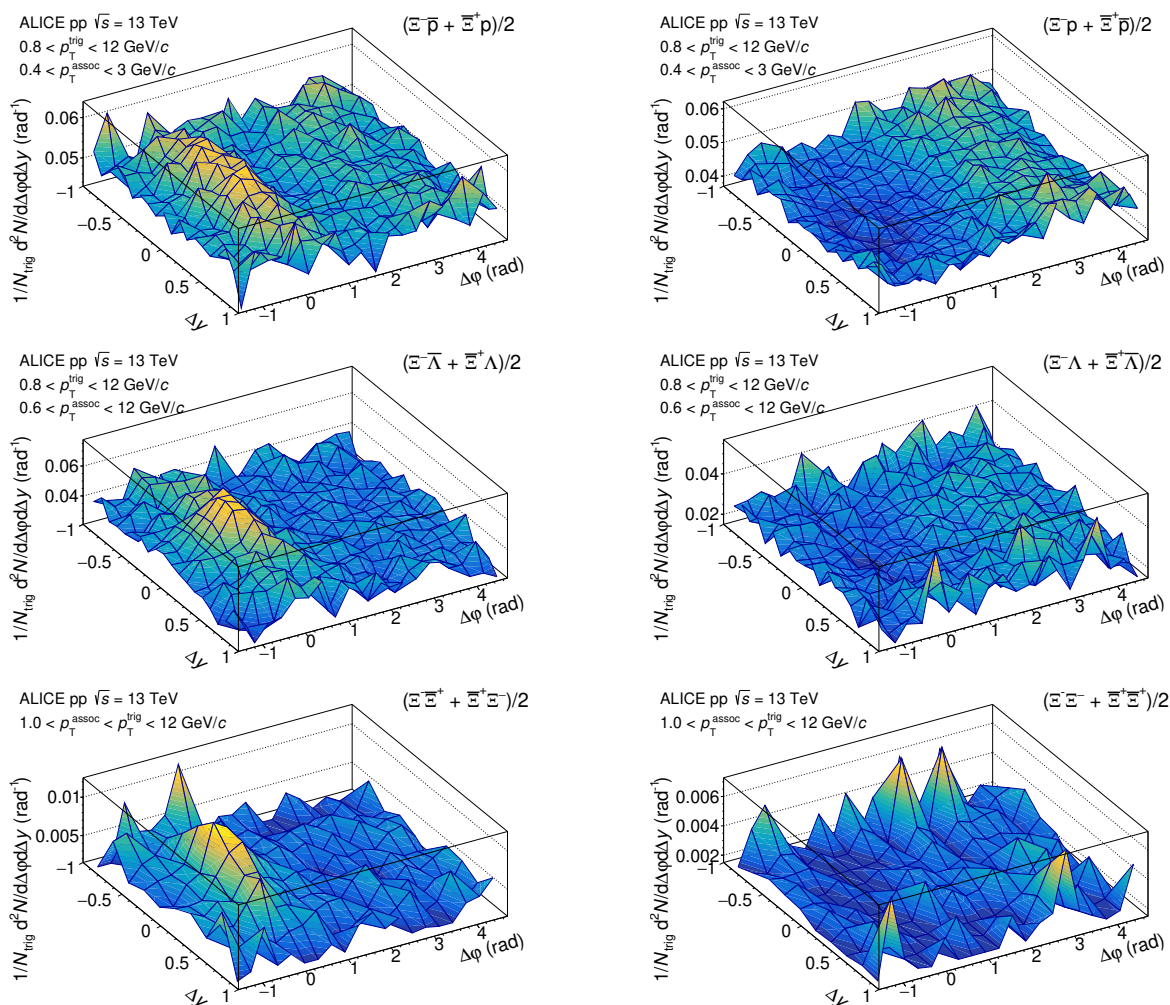 ALICE pp √s = 13 TeV
0.8 < p_T^trig < 12 GeV/c
0.4 < p_T^assoc < 3 GeV/c
(Ξ⁻p̅ + Ξ̅⁺p)/2
1/N_trig d²N/dΔφdΔy (rad⁻¹)
0.06
0.05
−1
−0.5
0
0.5
1
Δy
−1
0
1
2
3
4
Δφ (rad)
ALICE pp √s = 13 TeV
0.8 < p_T^trig < 12 GeV/c
0.4 < p_T^assoc < 3 GeV/c
(Ξ⁻p + Ξ̅⁺p̅)/2
1/N_trig d²N/dΔφdΔy (rad⁻¹)
0.06
0.05
0.04
−1
−0.5
0
0.5
1
Δy
−1
0
1
2
3
4
Δφ (rad)
ALICE pp √s = 13 TeV
0.8 < p_T^trig < 12 GeV/c
0.6 < p_T^assoc < 12 GeV/c
(Ξ⁻Λ̅ + Ξ̅⁺Λ)/2
1/N_trig d²N/dΔφdΔy (rad⁻¹)
0.06
0.04
−1
−0.5
0
0.5
1
Δy
−1
0
1
2
3
4
Δφ (rad)
ALICE pp √s = 13 TeV
0.8 < p_T^trig < 12 GeV/c
0.6 < p_T^assoc < 12 GeV/c
(Ξ⁻Λ + Ξ̅⁺Λ̅)/2
1/N_trig d²N/dΔφdΔy (rad⁻¹)
0.04
0.02
−1
−0.5
0
0.5
1
Δy
−1
0
1
2
3
4
Δφ (rad)
ALICE pp √s = 13 TeV
1.0 < p_T^assoc < p_T^trig < 12 GeV/c
(Ξ⁻Ξ̅⁺ + Ξ̅⁺Ξ⁻)/2
1/N_trig d²N/dΔφdΔy (rad⁻¹)
0.01
0.005
−1
−0.5
0
0.5
1
Δy
−1
0
1
2
3
4
Δφ (rad)
ALICE pp √s = 13 TeV
1.0 < p_T^assoc < p_T^trig < 12 GeV/c
(Ξ⁻Ξ⁻ + Ξ̅⁺Ξ̅⁺)/2
1/N_trig d²N/dΔφdΔy (rad⁻¹)
0.006
0.004
0.002
−1
−0.5
0
0.5
1
Δy
−1
0
1
2
3
4
Δφ (rad)